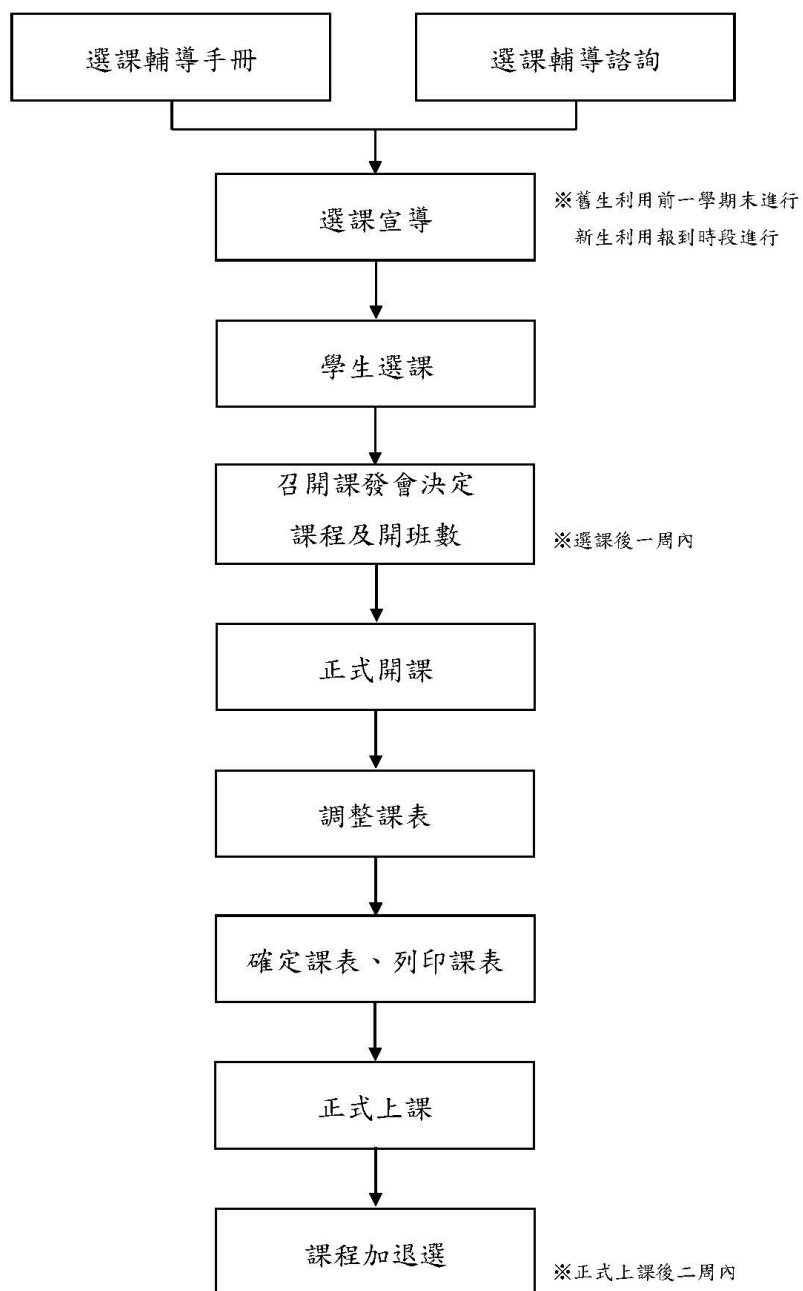 選課輔導手冊
選課輔導諮詢
選課宣導
※舊生利用前一學期末進行
新生利用報到時段進行
學生選課
召開課發會決定
課程及開班數
※選課後一周內
正式開課
調整課表
確定課表、列印課表
正式上課
課程加退選
※正式上課後二周內